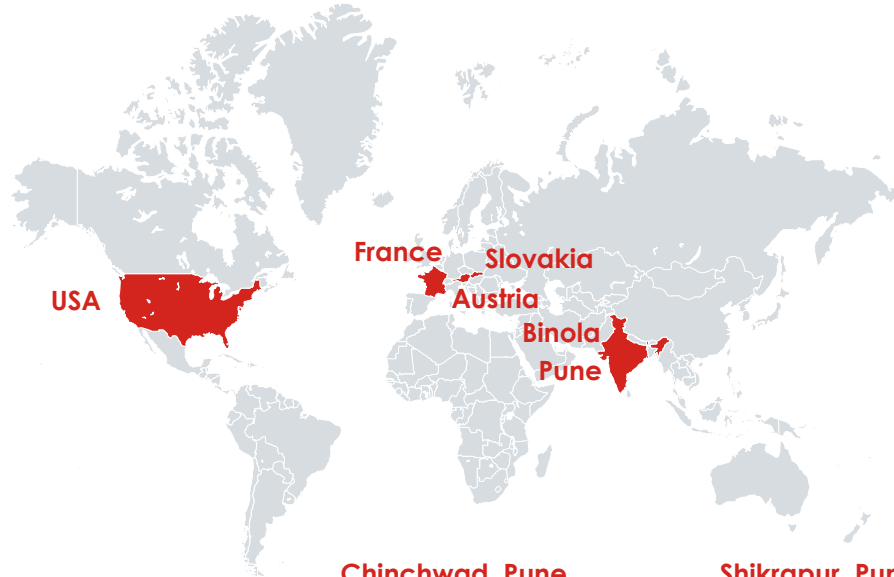 France
Slovakia
USA
Austria
Binola
Pune
Chinchwad, Pune